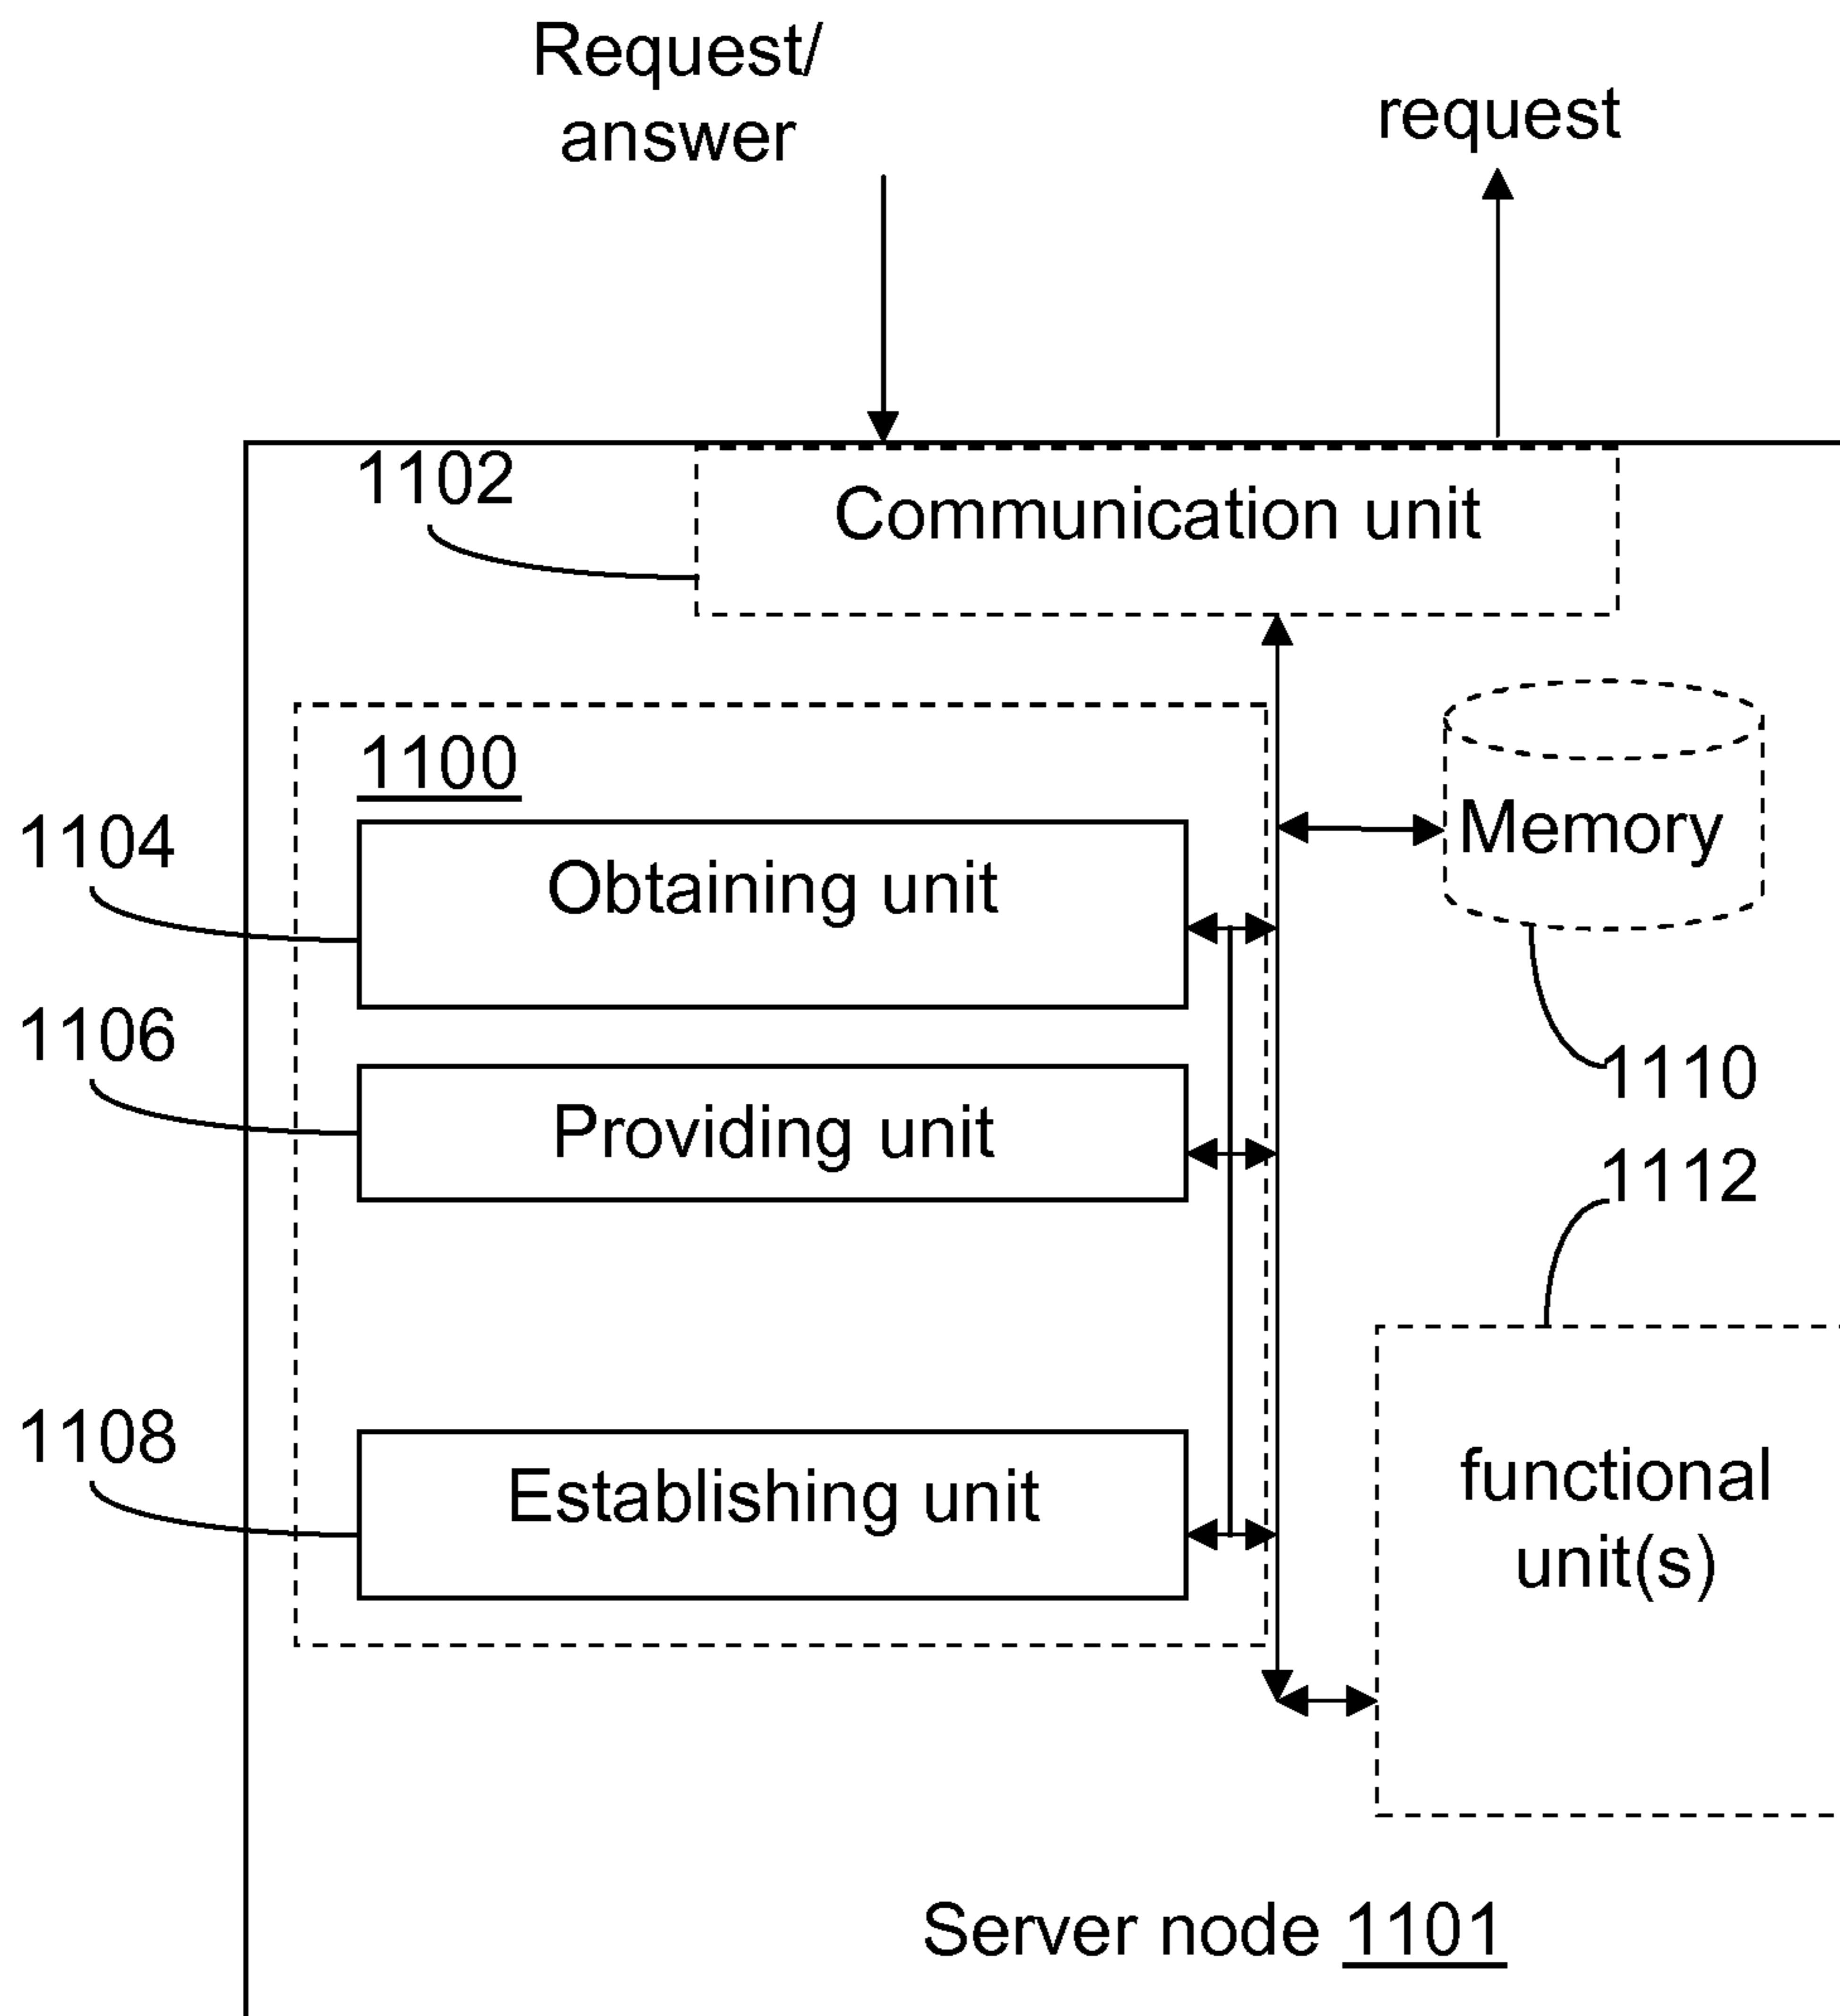 Request/
answer
request
1102
Communication unit
1100
1104
Obtaining unit
Memory
1106
Providing unit
1110
1112
1108
Establishing unit
functional
unit(s)
Server node 1101